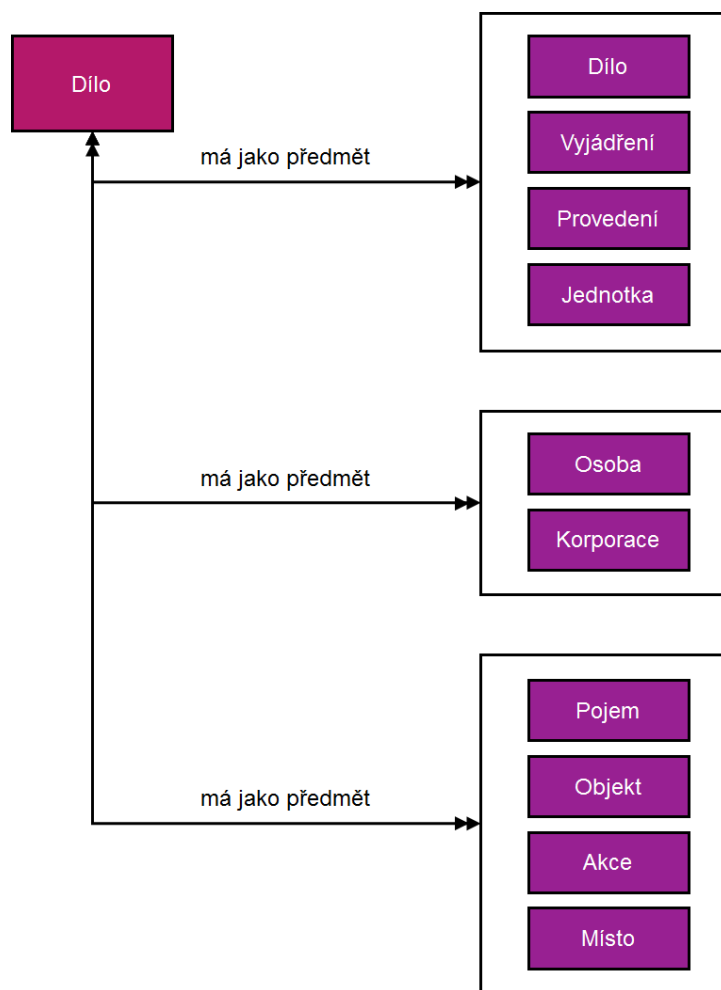 Dílo
má jako předmět
Dílo
Vyjádření
Provedení
Jednotka
má jako předmět
Osoba
Korporace
má jako předmět
Pojem
Objekt
Akce
Místo